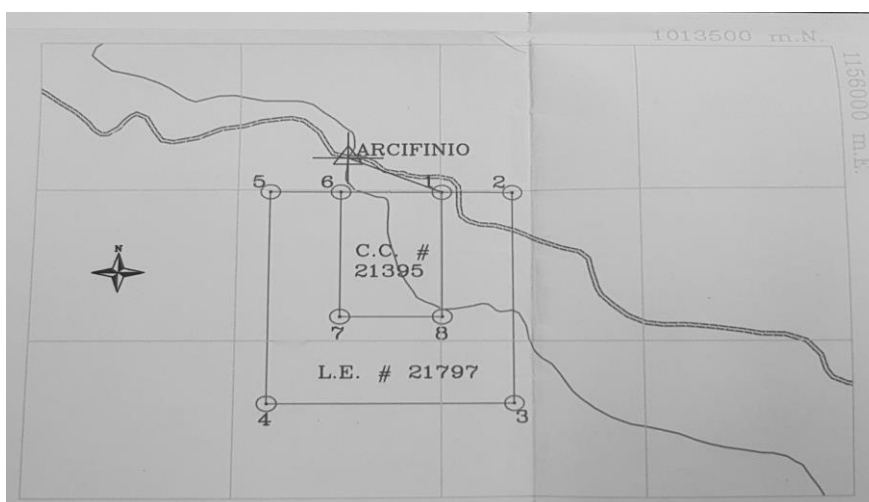 1013500 m.N.
1156000 m.E.
ARCIFINIO
5
6
1
2
N
C.C. #
21395
7
8
L.E. # 21797
4
3